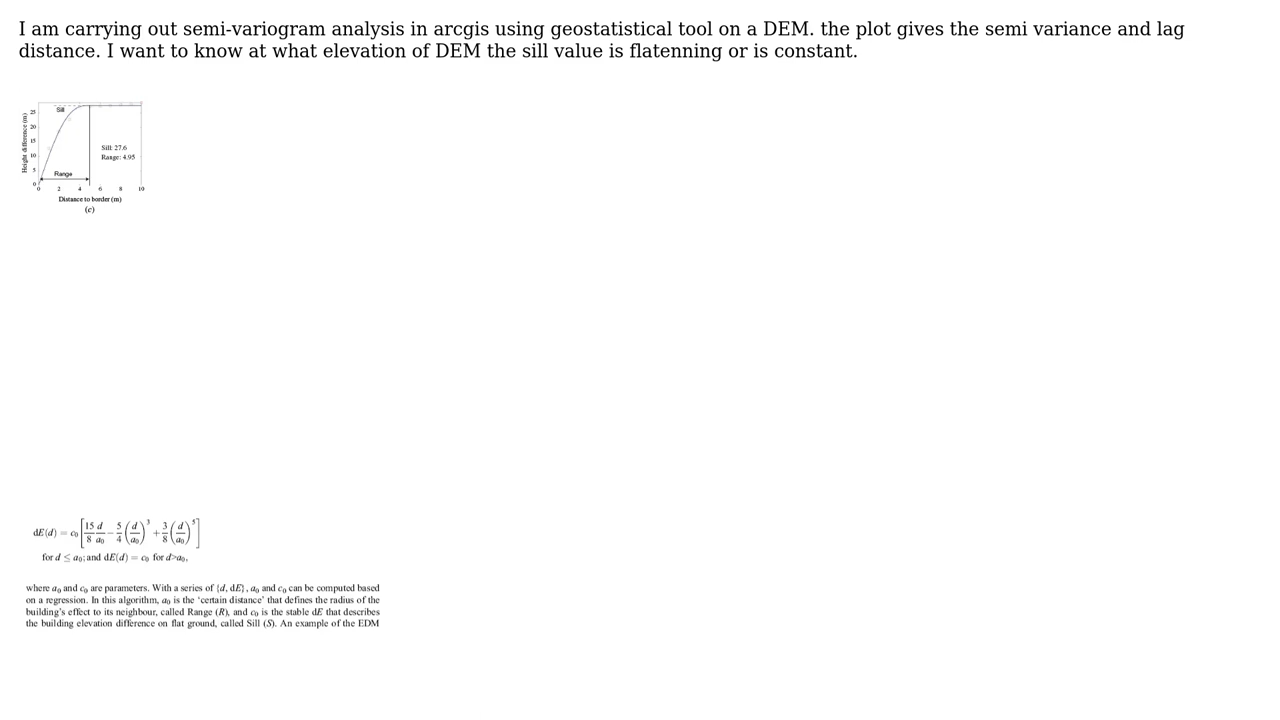 I am carrying out semi-variogram analysis in arcgis using geostatistical tool on a DEM. the plot gives the semi variance and lag
distance. I want to know at what elevation of DEM the sill value is flatenning or is constant.
Height difference (m)
25
20
15
10
5
0
Sill
Sill: 27.6
Range: 4.95
Range
0 2 4 6 8 10
Distance to border (m)
(c)
dE(d) = c₀ [ 15/8 d/a₀ − 5/4 (d/a₀)³ + 3/8 (d/a₀)⁵ ]
for d ≤ a₀; and dE(d) = c₀ for d>a₀,
where a₀ and c₀ are parameters. With a series of {d, dE}, a₀ and c₀ can be computed based
on a regression. In this algorithm, a₀ is the 'certain distance' that defines the radius of the
building's effect to its neighbour, called Range (R), and c₀ is the stable dE that describes
the building elevation difference on flat ground, called Sill (S). An example of the EDM